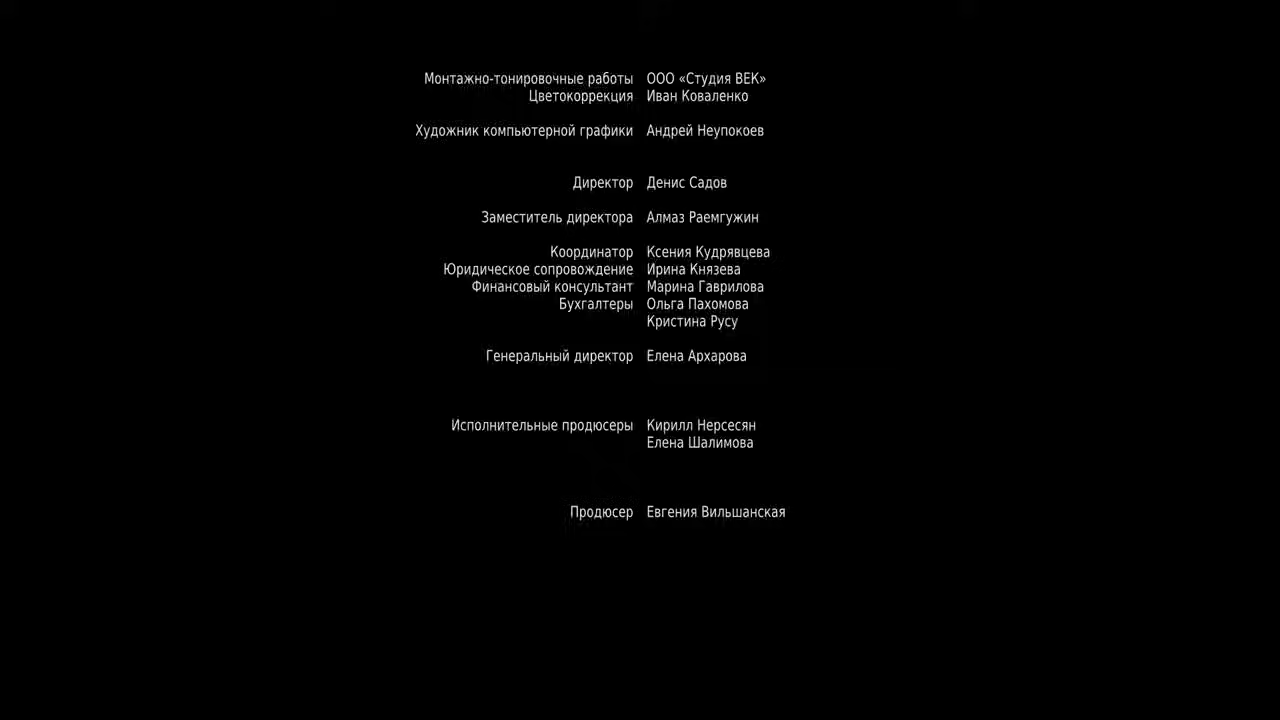 Монтажно-тонировочные работы ООО «Студия ВЕК»
Цветокоррекция Иван Коваленко
Художник компьютерной графики Андрей Неупокоев
Директор Денис Садов
Заместитель директора Алмаз Раемгужин
Координатор Ксения Кудрявцева
Юридическое сопровождение Ирина Князева
Финансовый консультант Марина Гаврилова
Бухгалтеры Ольга Пахомова
Кристина Русу
Генеральный директор Елена Архарова
Исполнительные продюсеры Кирилл Нерсесян
Елена Шалимова
Продюсер Евгения Вильшанская